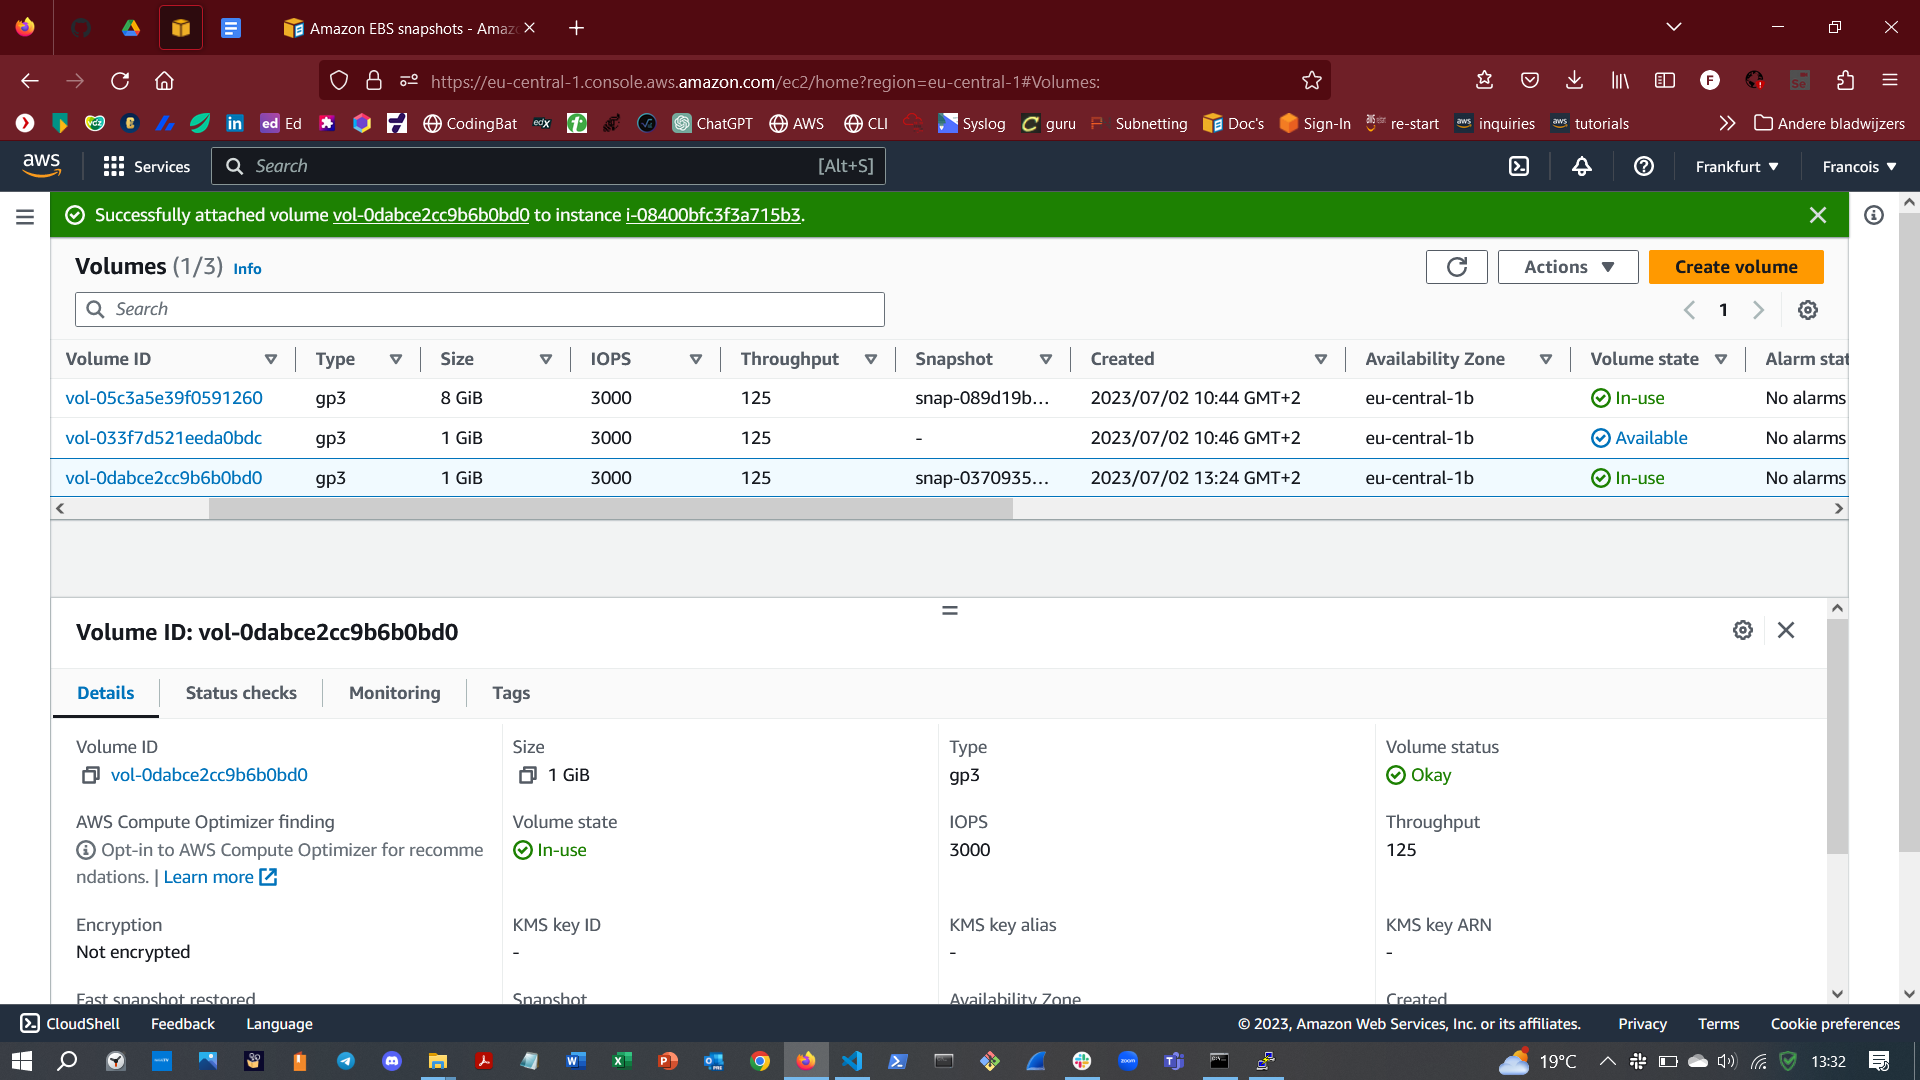 Amazon EBS snapshots - Amaz
https://eu-central-1.console.aws.amazon.com/ec2/home?region=eu-central-1#Volumes:
F
ed Ed CodingBat edX ChatGPT AWS CLI Syslog guru Subnetting Doc's Sign-In re-start aws inquiries aws tutorials Andere bladwijzers
aws Services Search [Alt+S] Frankfurt Francois
Successfully attached volume vol-0dabce2cc9b6b0bd0 to instance i-08400bfc3f3a715b3.
Volumes (1/3) Info Actions Create volume
Search 1
Volume ID Type Size IOPS Throughput Snapshot Created Availability Zone Volume state Alarm stat
vol-05c3a5e39f0591260 gp3 8 GiB 3000 125 snap-089d19b... 2023/07/02 10:44 GMT+2 eu-central-1b In-use No alarms
vol-033f7d521eeda0bdc gp3 1 GiB 3000 125 - 2023/07/02 10:46 GMT+2 eu-central-1b Available No alarms
vol-0dabce2cc9b6b0bd0 gp3 1 GiB 3000 125 snap-0370935... 2023/07/02 13:24 GMT+2 eu-central-1b In-use No alarms
Volume ID: vol-0dabce2cc9b6b0bd0
Details Status checks Monitoring Tags
Volume ID Size Type Volume status
vol-0dabce2cc9b6b0bd0 1 GiB gp3 Okay
AWS Compute Optimizer finding Volume state IOPS Throughput
Opt-in to AWS Compute Optimizer for recomme In-use 3000 125
ndations. | Learn more
Encryption KMS key ID KMS key alias KMS key ARN
Not encrypted - - -
Fast snapshot restored Snapshot Availability Zone Created
CloudShell Feedback Language © 2023, Amazon Web Services, Inc. or its affiliates. Privacy Terms Cookie preferences
19°C 13:32